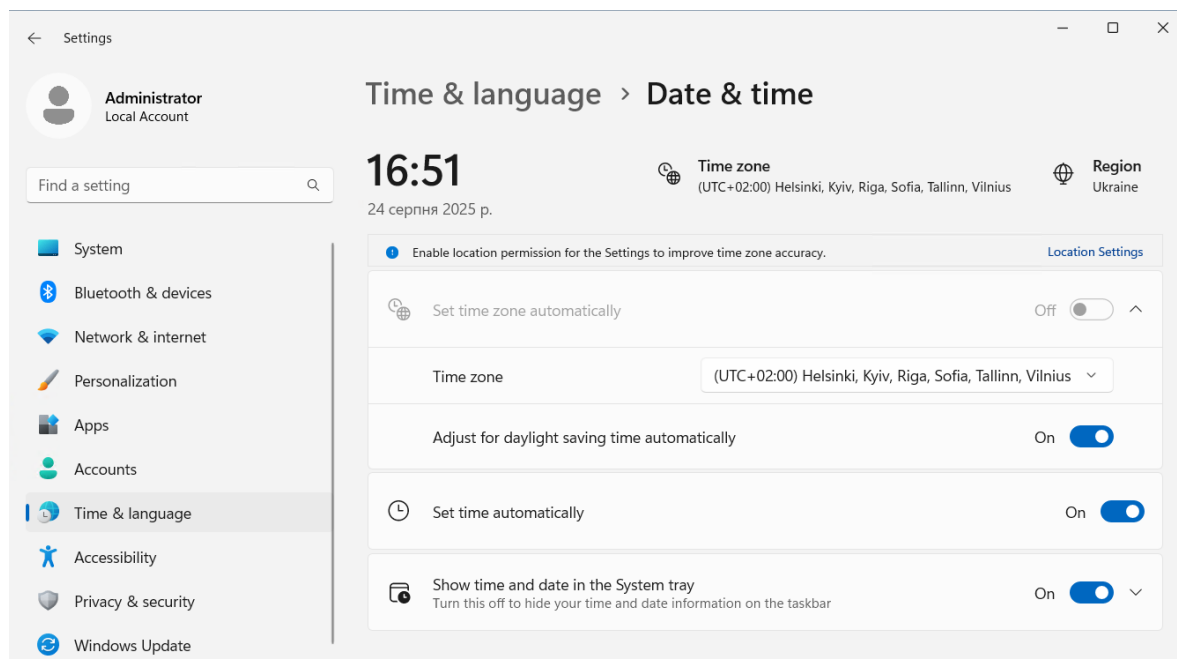 Settings
Administrator
Local Account
Find a setting
System
Bluetooth & devices
Network & internet
Personalization
Apps
Accounts
Time & language
Accessibility
Privacy & security
Windows Update
Time & language › Date & time
16:51
24 серпня 2025 р.
Time zone
(UTC+02:00) Helsinki, Kyiv, Riga, Sofia, Tallinn, Vilnius
Region
Ukraine
Enable location permission for the Settings to improve time zone accuracy.
Location Settings
Set time zone automatically
Off
Time zone
(UTC+02:00) Helsinki, Kyiv, Riga, Sofia, Tallinn, Vilnius
Adjust for daylight saving time automatically
On
Set time automatically
On
Show time and date in the System tray
Turn this off to hide your time and date information on the taskbar
On